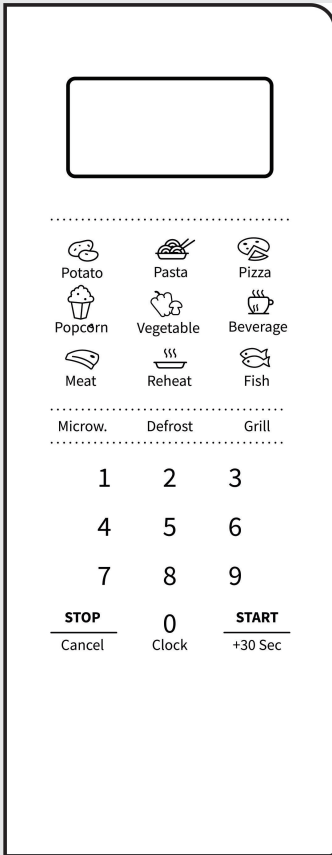 Potato Pasta Pizza
Popcorn Vegetable Beverage
Meat Reheat Fish
Microw. Defrost Grill
1 2 3
4 5 6
7 8 9
STOP 0 START
Cancel Clock +30 Sec